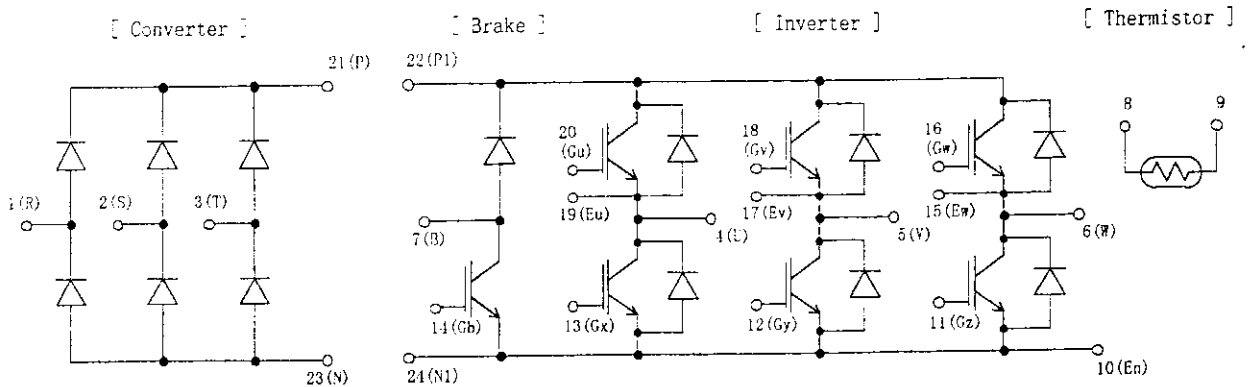 [ Converter ]
[ Brake ]
[ Inverter ]
[ Thermistor ]
21(P)
22(P1)
8
9
20
(Gu)
18
(Gv)
16
(Gw)
1(R)
2(S)
3(T)
7(B)
19(Eu)
4(U)
17(Ev)
5(V)
15(Ew)
6(W)
14(Gb)
13(Gx)
12(Gy)
11(Gz)
23(N)
24(N1)
10(En)